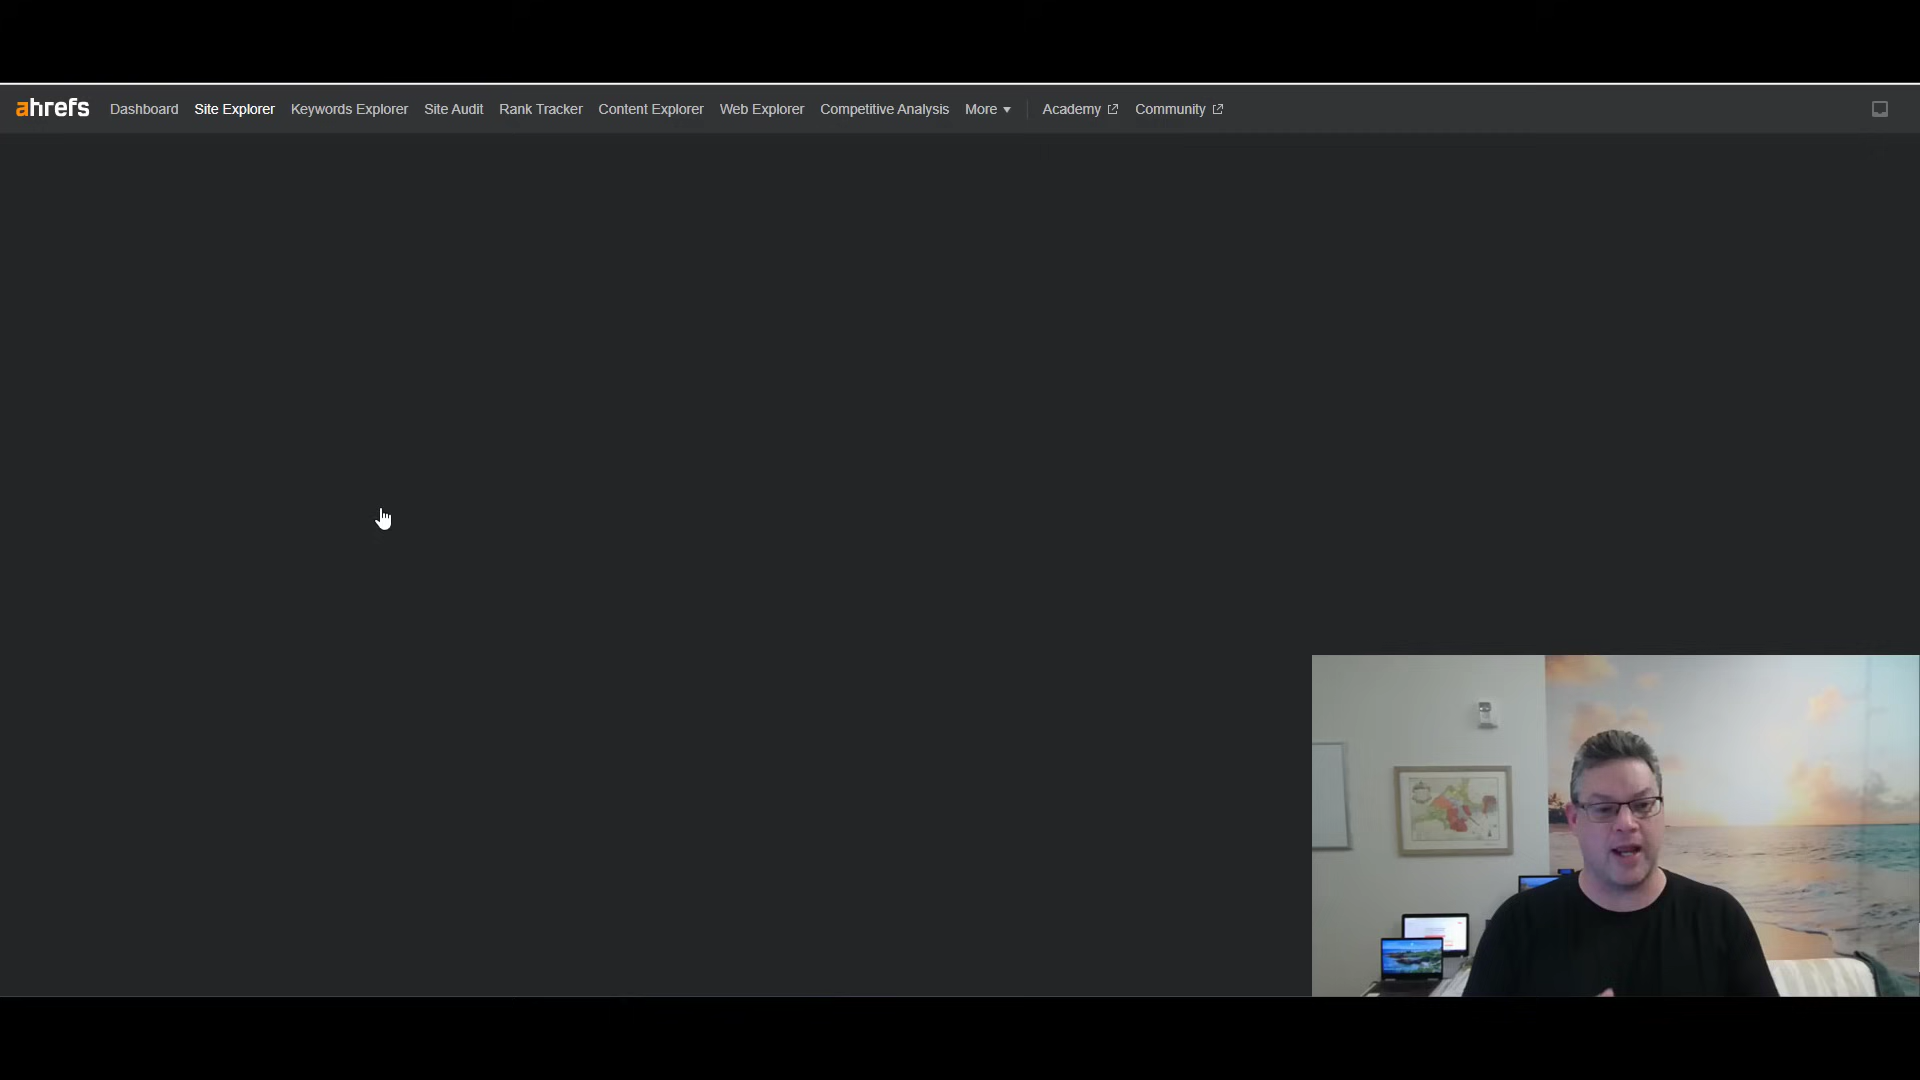 ahrefs Dashboard Site Explorer Keywords Explorer Site Audit Rank Tracker Content Explorer Web Explorer Competitive Analysis More Academy Community